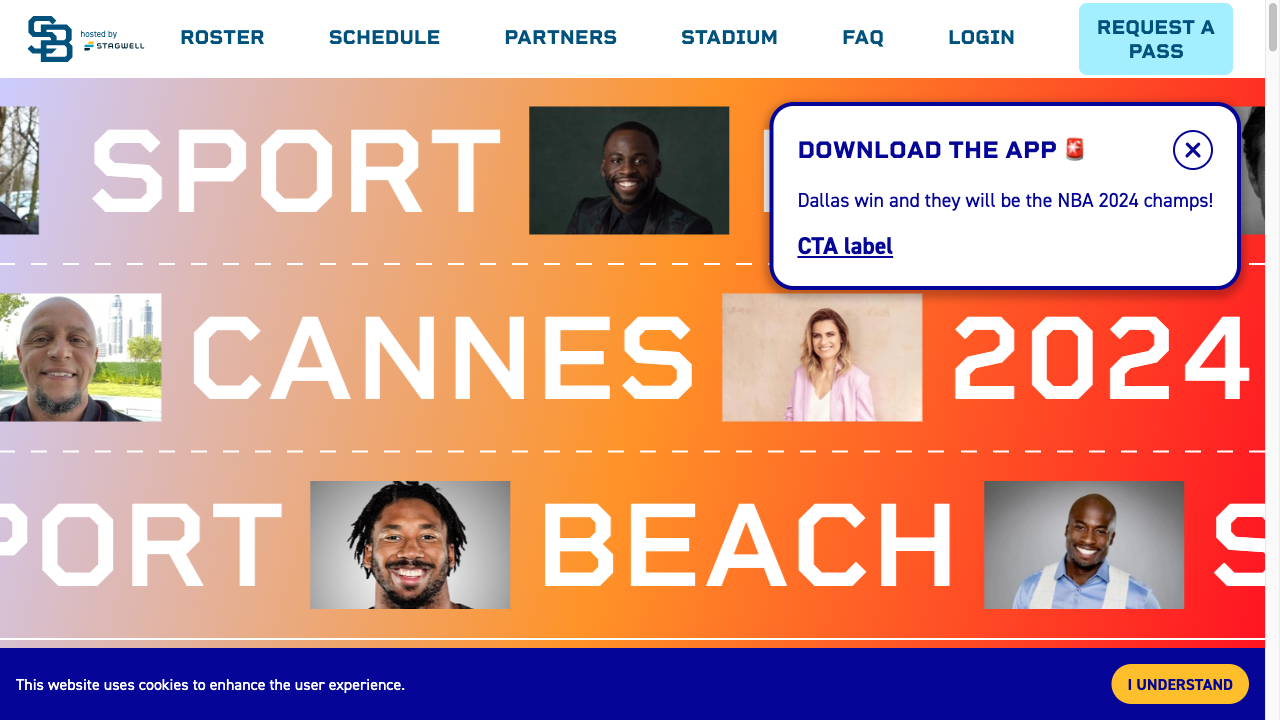 SB
hosted by
STAGWELL
ROSTER
SCHEDULE
PARTNERS
STADIUM
FAQ
LOGIN
REQUEST A
PASS
SPORT
DOWNLOAD THE APP 🚨
Dallas win and they will be the NBA 2024 champs!
CTA label
CANNES
2024
PORT
BEACH
S
This website uses cookies to enhance the user experience.
I UNDERSTAND